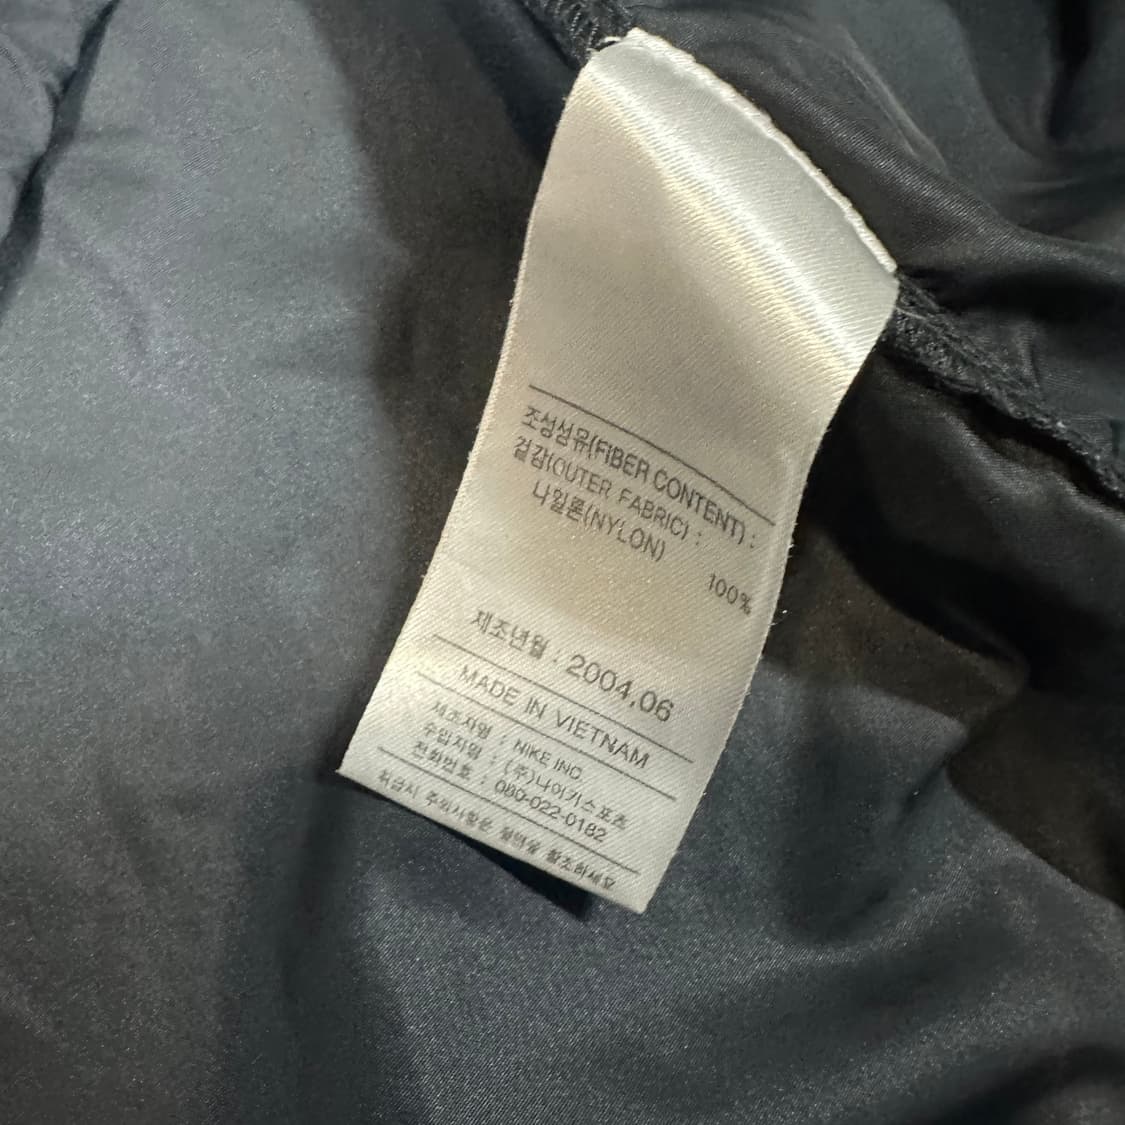 조성섬유(FIBER CONTENT) :
겉감(OUTER FABRIC) :
나일론(NYLON) 100%
제조년월 : 2004.06
MADE IN VIETNAM
제조자명 : NIKE INC.
수입자명 : (주)나이키스포츠
전화번호 : 080-022-0182
취급시 주의사항은 뒷면을 참조하세요